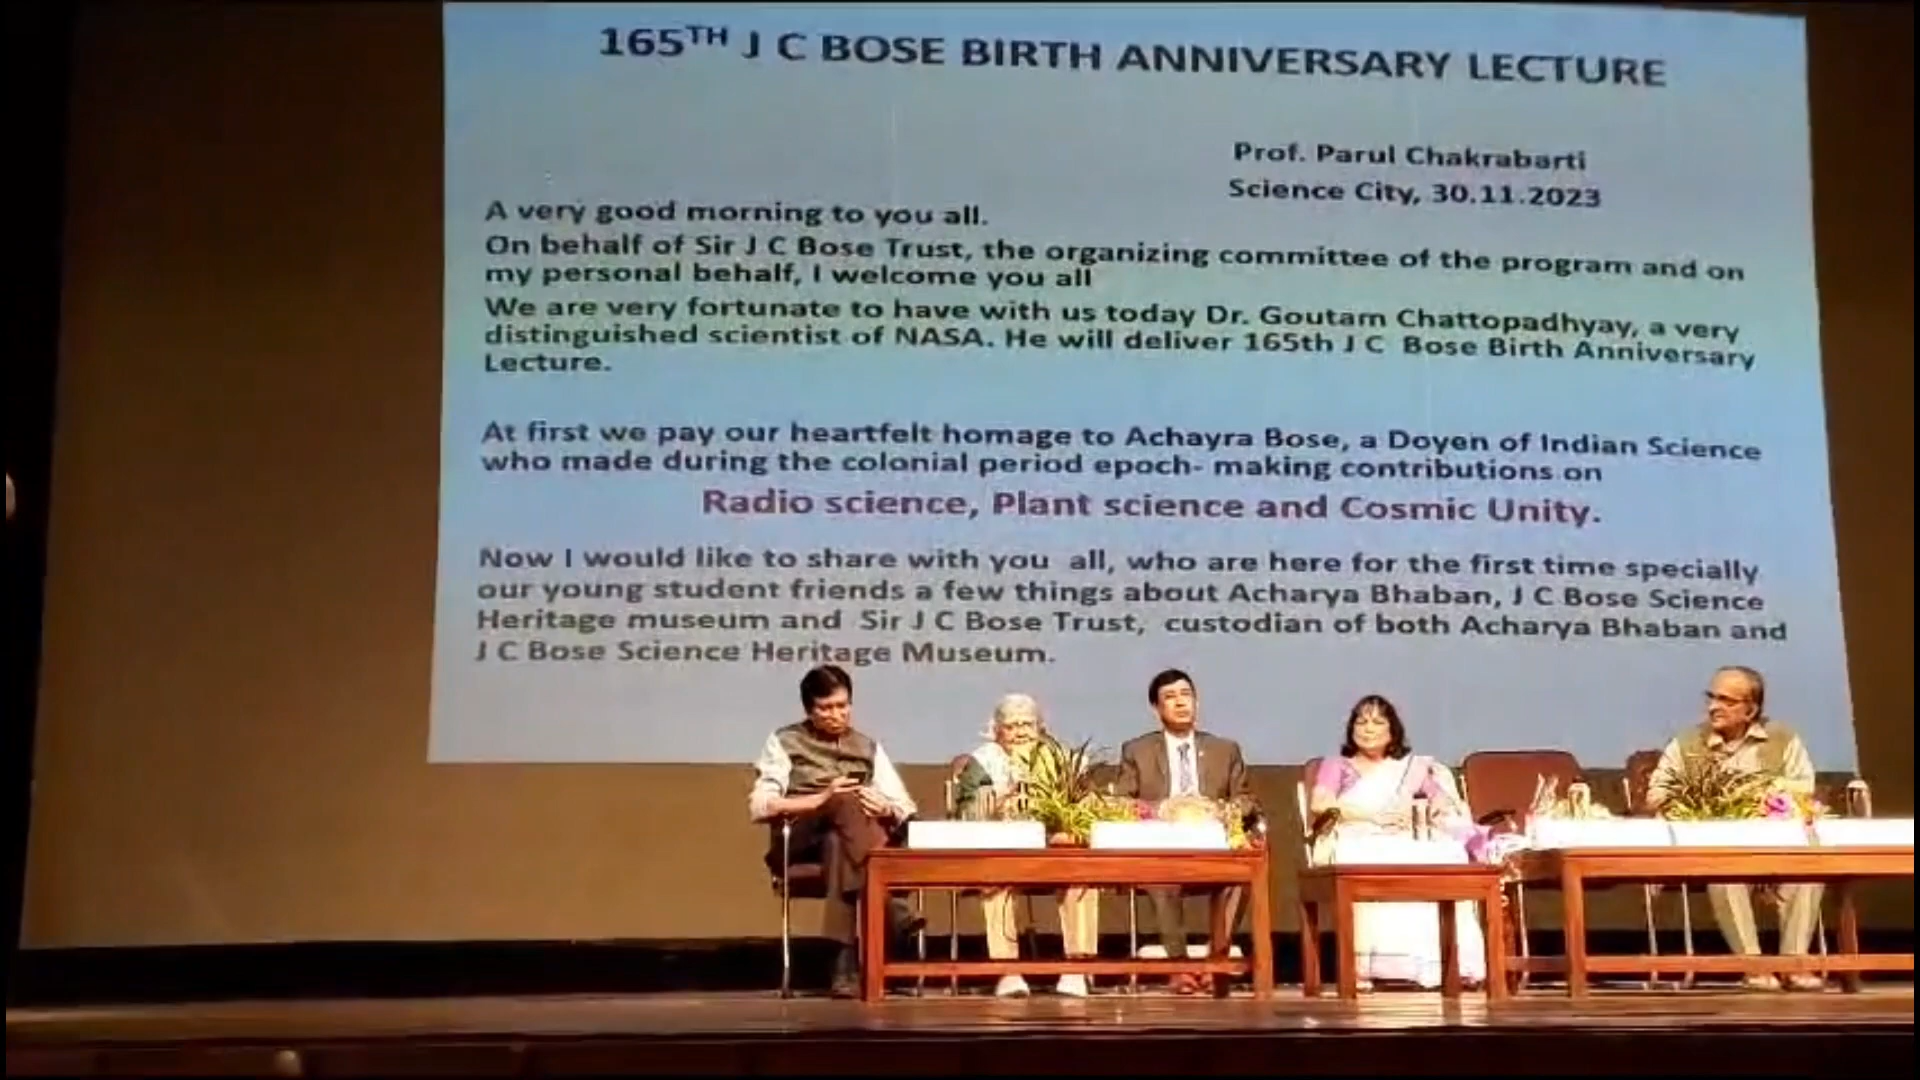 165TH J C BOSE BIRTH ANNIVERSARY LECTURE
Prof. Parul Chakrabarti
Science City, 30.11.2023
A very good morning to you all.
On behalf of Sir J C Bose Trust, the organizing committee of the program and on
my personal behalf, I welcome you all
We are very fortunate to have with us today Dr. Goutam Chattopadhyay, a very
distinguished scientist of NASA. He will deliver 165th J C Bose Birth Anniversary
Lecture.
At first we pay our heartfelt homage to Achayra Bose, a Doyen of Indian Science
who made during the colonial period epoch- making contributions on
Radio science, Plant science and Cosmic Unity.
Now I would like to share with you all, who are here for the first time specially
our young student friends a few things about Acharya Bhaban, J C Bose Science
Heritage museum and Sir J C Bose Trust, custodian of both Acharya Bhaban and
J C Bose Science Heritage Museum.